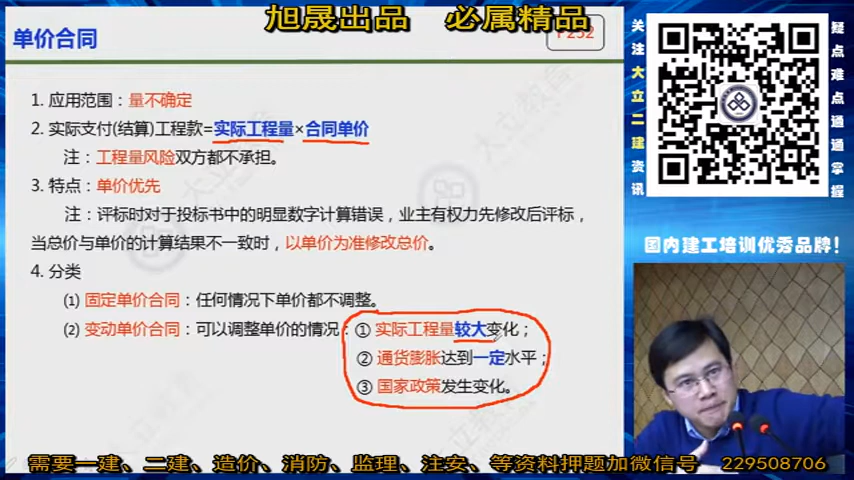 旭晟出品 必属精品
单价合同
P232
1. 应用范围：量不确定
2. 实际支付(结算)工程款=实际工程量×合同单价
注：工程量风险双方都不承担。
3. 特点：单价优先
注：评标时对于投标书中的明显数字计算错误，业主有权力先修改后评标，
当总价与单价的计算结果不一致时，以单价为准修改总价。
4. 分类
(1) 固定单价合同：任何情况下单价都不调整。
(2) 变动单价合同：可以调整单价的情况：① 实际工程量较大变化；
② 通货膨胀达到一定水平；
③ 国家政策发生变化。
关注大立二建资讯
疑点难点通通掌握
国内建工培训优秀品牌！
大立教育
需要一建、二建、造价、消防、监理、注安、等资料押题加微信号 229508706